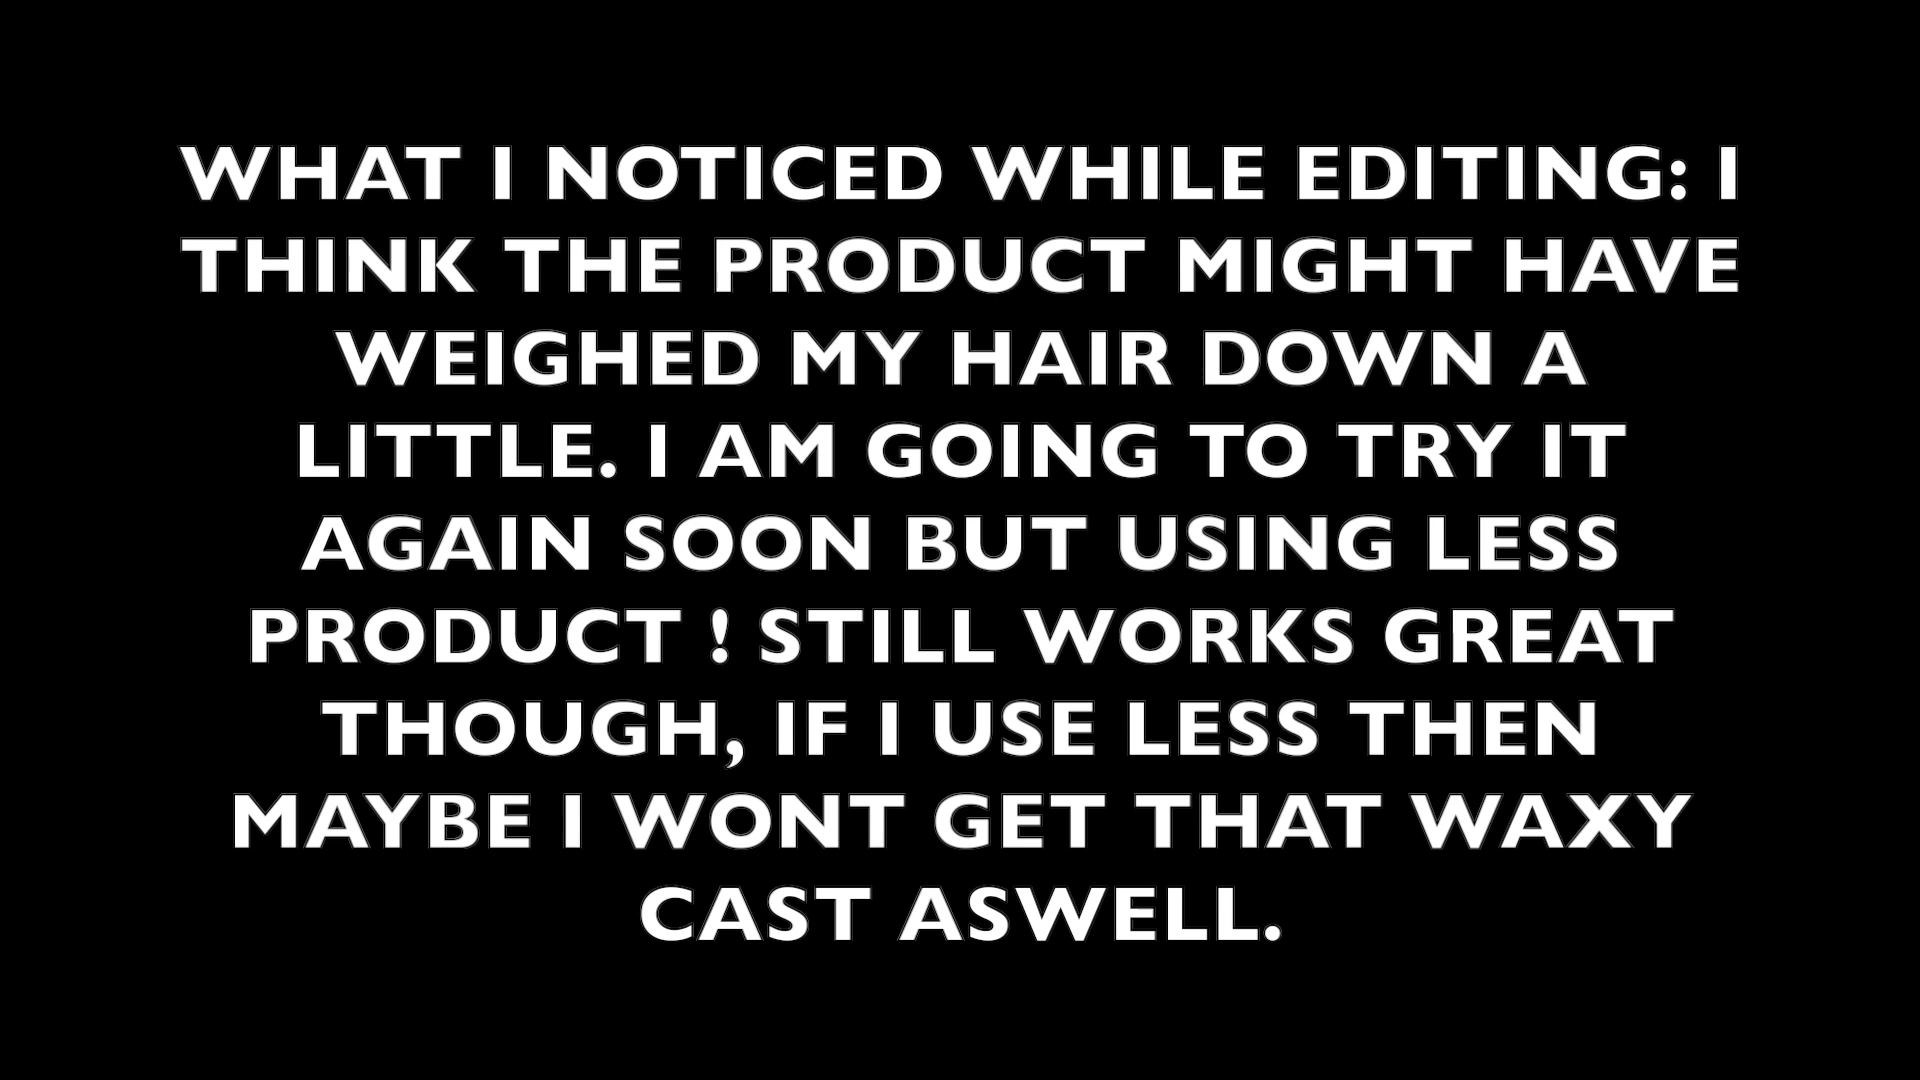 WHAT I NOTICED WHILE EDITING: I
THINK THE PRODUCT MIGHT HAVE
WEIGHED MY HAIR DOWN A
LITTLE. I AM GOING TO TRY IT
AGAIN SOON BUT USING LESS
PRODUCT ! STILL WORKS GREAT
THOUGH, IF I USE LESS THEN
MAYBE I WONT GET THAT WAXY
CAST ASWELL.